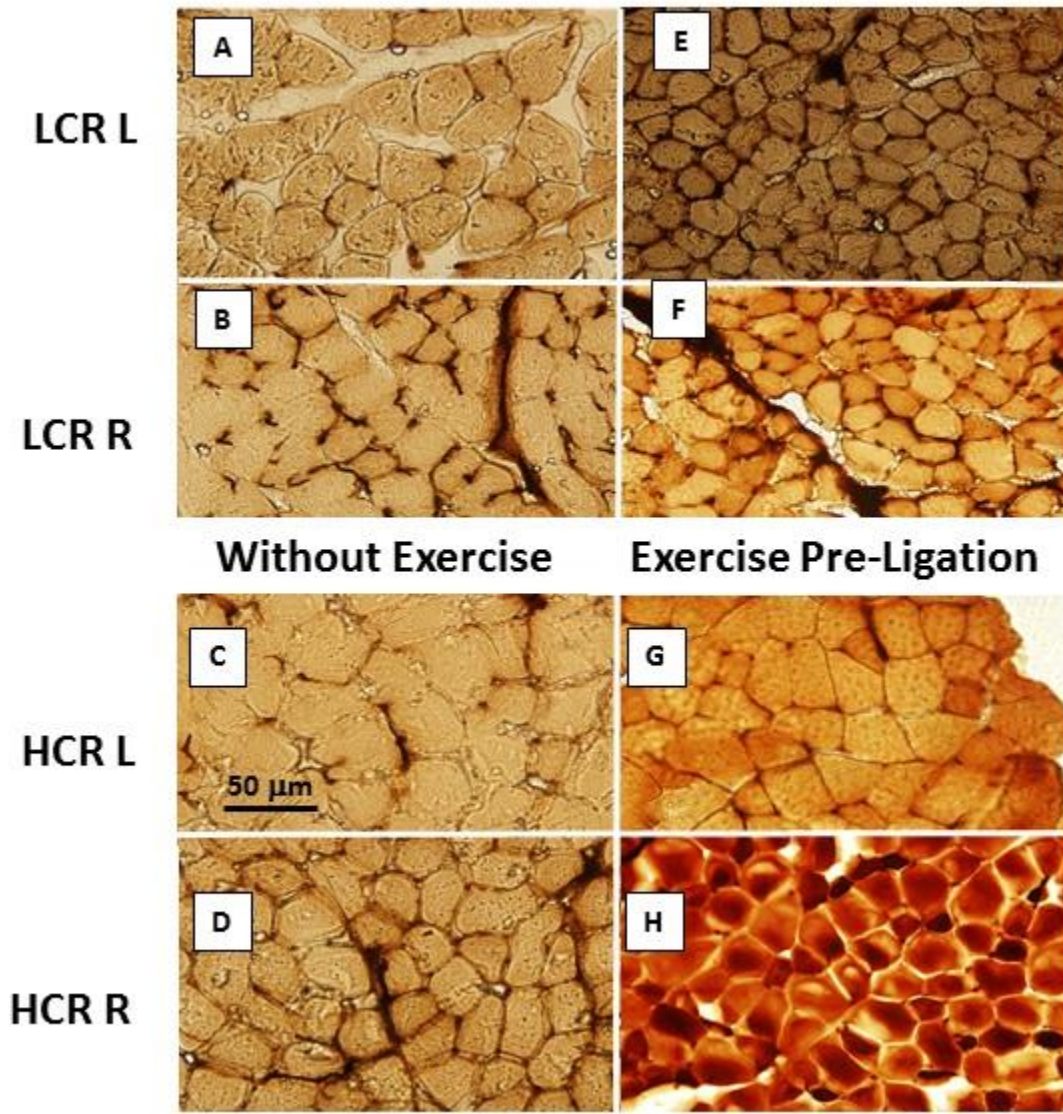 LCR L
A
E
LCR R
B
F
Without Exercise
Exercise Pre-Ligation
HCR L
C
G
50 μm
HCR R
D
H